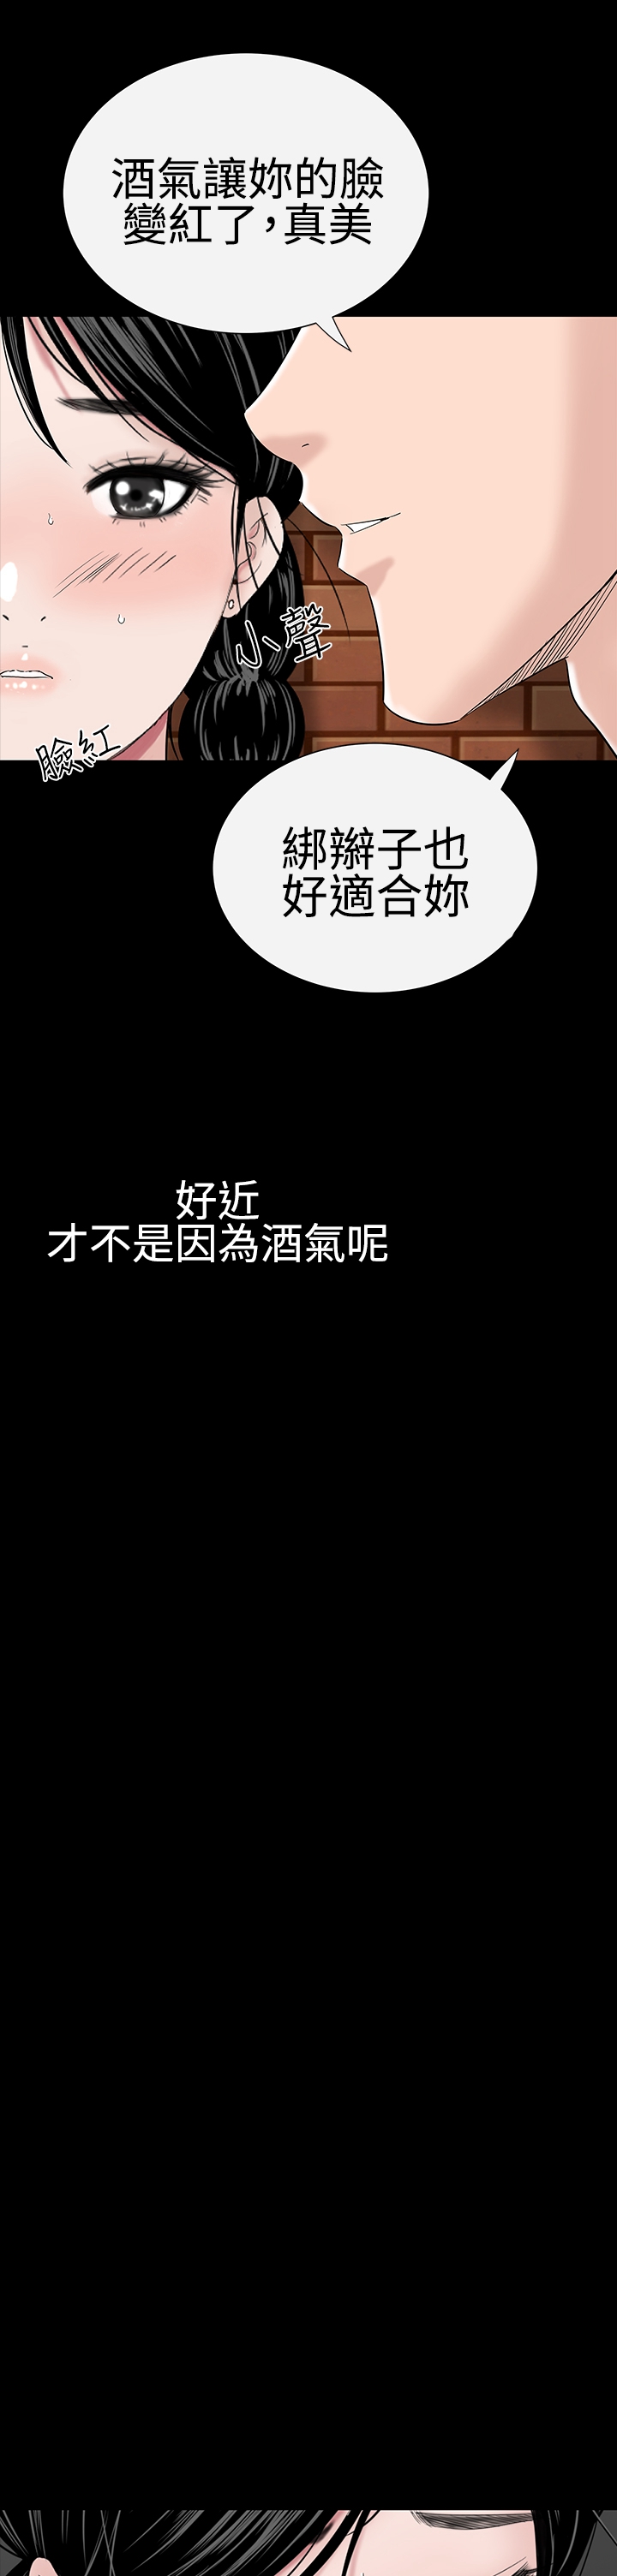 酒氣讓妳的臉
變紅了，真美
小聲
臉紅
綁辮子也
好適合妳
好近
才不是因為酒氣呢